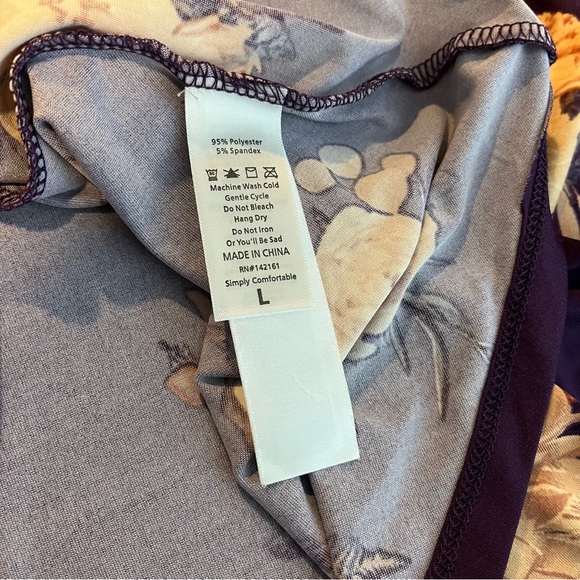 95% Polyester
5% Spandex
Machine Wash Cold
Gentle Cycle
Do Not Bleach
Hang Dry
Do Not Iron
Or You'll Be Sad
MADE IN CHINA
RN#142161
Simply Comfortable
L